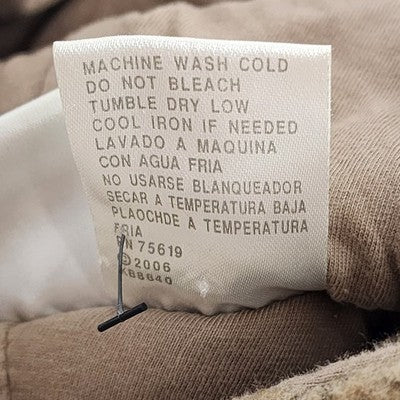 MACHINE WASH COLD
DO NOT BLEACH
TUMBLE DRY LOW
COOL IRON IF NEEDED
LAVADO A MAQUINA
CON AGUA FRIA
NO USARSE BLANQUEADOR
SECAR A TEMPERATURA BAJA
PLAOCHDE A TEMPERATURA
FRIA
RN 75619
©2006